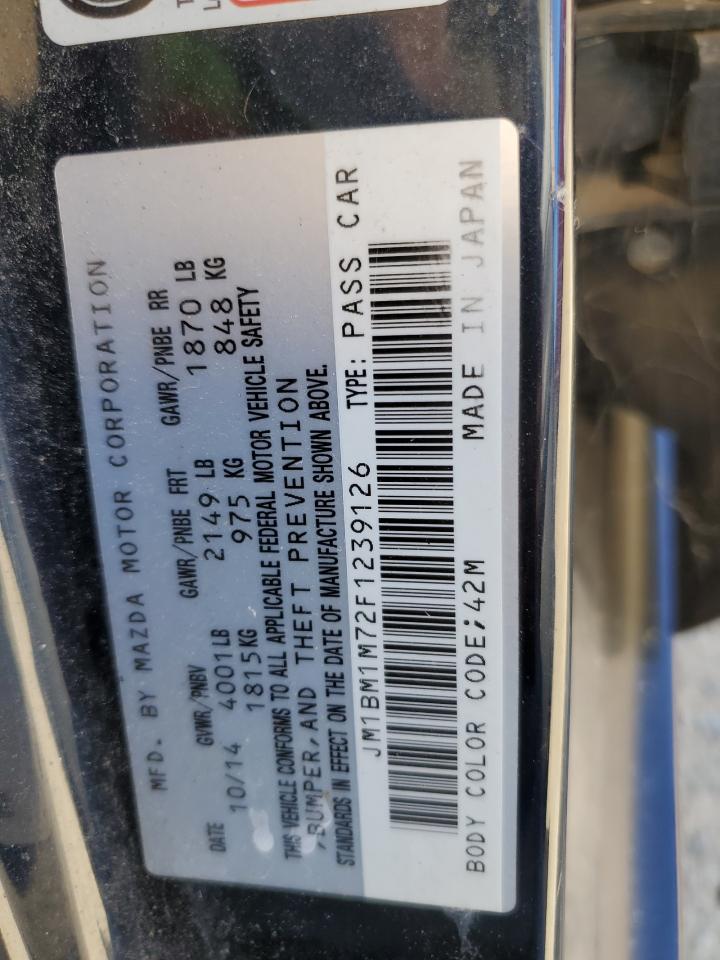 MFD. BY MAZDA MOTOR CORPORATION
DATE GVWR/PNBV GAWR/PNBE FRT GAWR/PNBE RR
10/14 4001LB 2149 LB 1870 LB
1815KG 975 KG 848 KG
THIS VEHICLE CONFORMS TO ALL APPLICABLE FEDERAL MOTOR VEHICLE SAFETY
,BUMPER,AND THEFT PREVENTION
STANDARDS IN EFFECT ON THE DATE OF MANUFACTURE SHOWN ABOVE.
JM1BM1M72F1239126 TYPE: PASS CAR
BODY COLOR CODE;42M MADE IN JAPAN